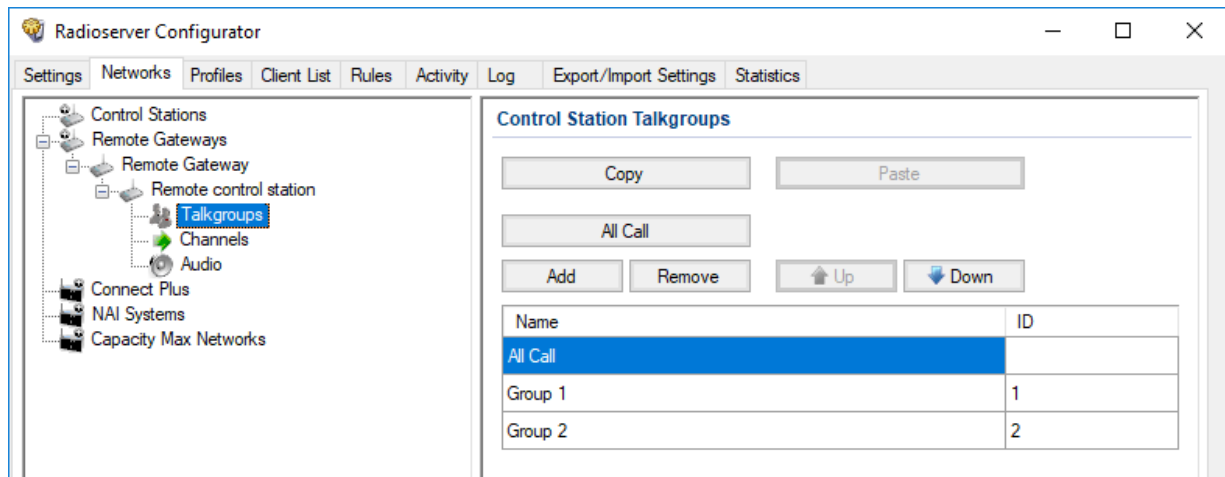 Radioserver Configurator
Settings Networks Profiles Client List Rules Activity Log Export/Import Settings Statistics
Control Stations
Remote Gateways
Remote Gateway
Remote control station
Talkgroups
Channels
Audio
Connect Plus
NAI Systems
Capacity Max Networks
Control Station Talkgroups
Copy Paste
All Call
Add Remove Up Down
Name ID
All Call
Group 1 1
Group 2 2